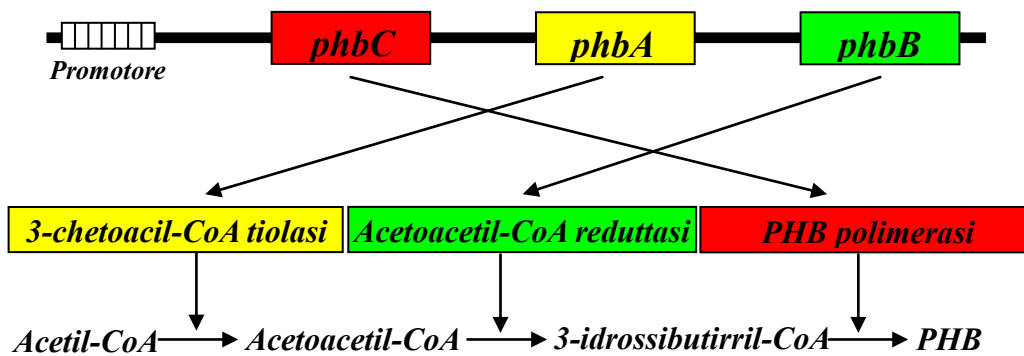 phbC phbA phbB
Promotore
3-chetoacil-CoA tiolasi Acetoacetil-CoA reduttasi PHB polimerasi
Acetil-CoA Acetoacetil-CoA 3-idrossibutirril-CoA PHB